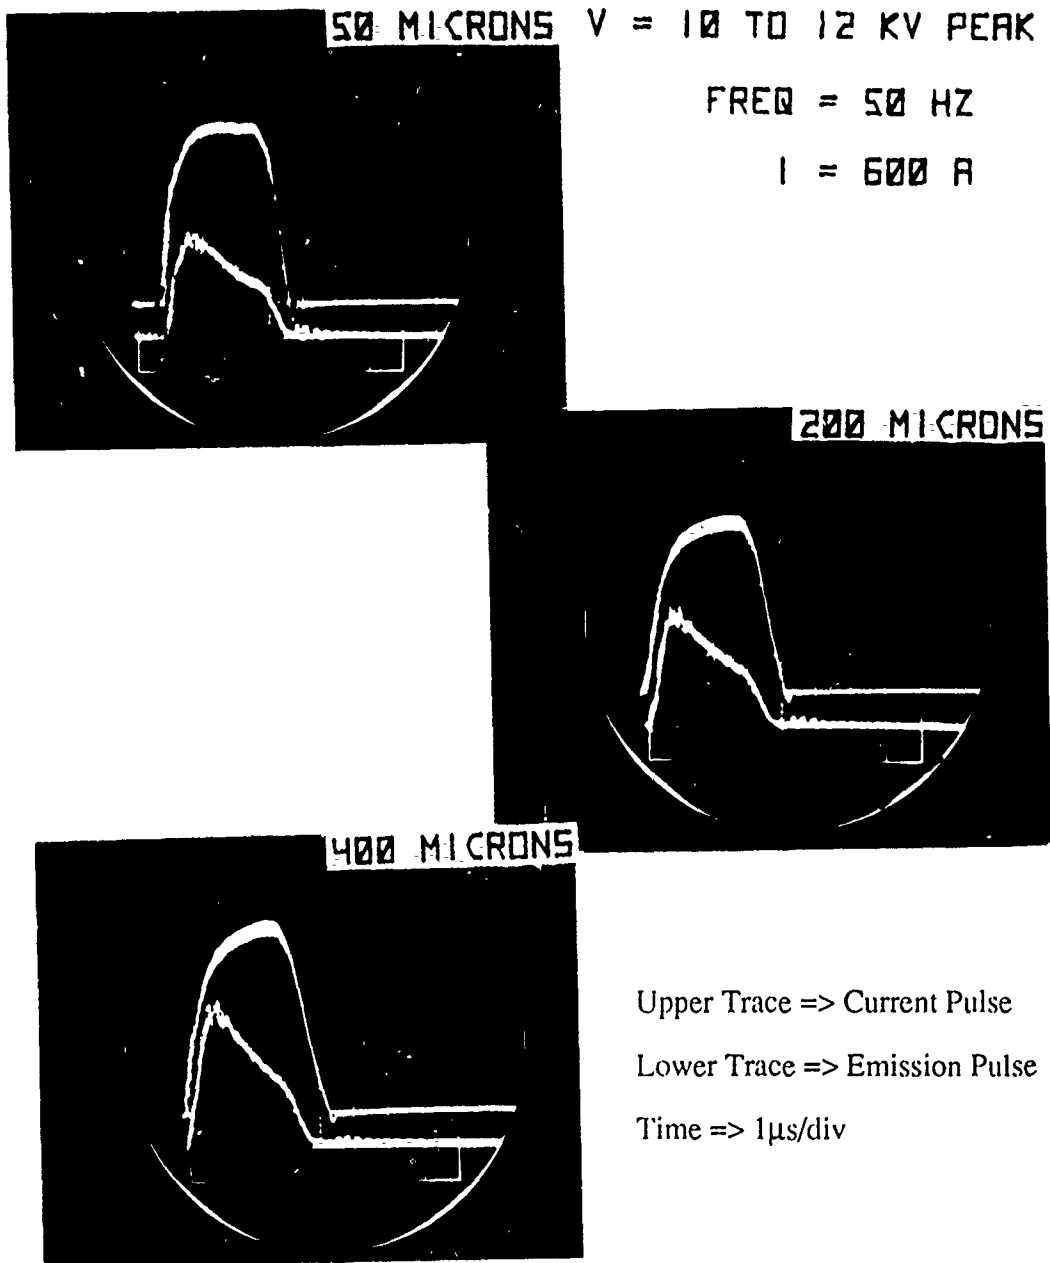 50 MICRONS V = 10 TO 12 KV PEAK
FREQ = 50 HZ
I = 600 A
200 MICRONS
400 MICRONS
Upper Trace => Current Pulse
Lower Trace => Emission Pulse
Time => 1μs/div